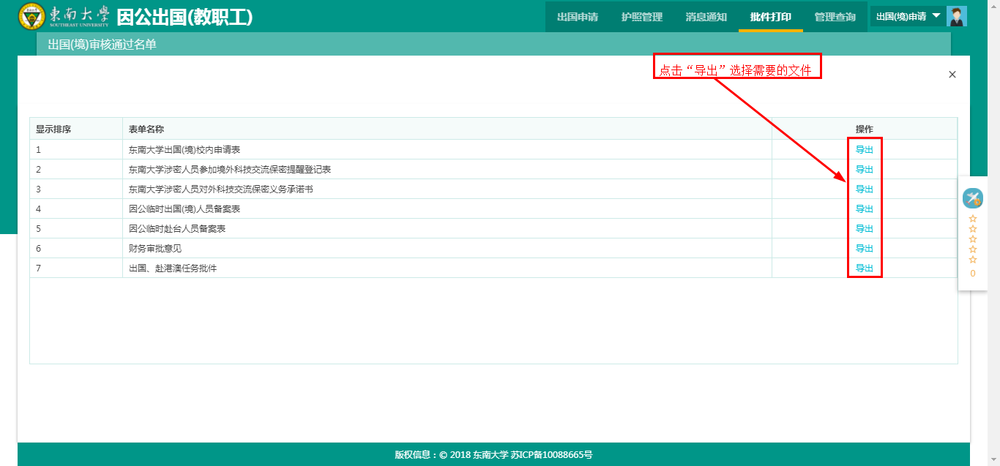 東南大學 因公出国(教职工) 出国申请 护照管理 消息通知 批件打印 管理查询 出国(境)申请
SOUTHEAST UNIVERSITY
出国(境)审核通过名单
点击“导出”选择需要的文件
×
显示排序 表单名称 操作
1 东南大学出国(境)校内申请表 导出
2 东南大学涉密人员参加境外科技交流保密提醒登记表 导出
3 东南大学涉密人员对外科技交流保密义务承诺书 导出
4 因公临时出国(境)人员备案表 导出
5 因公临时赴台人员备案表 导出
6 财务审批意见 导出
7 出国、赴港澳任务批件 导出
0
版权信息：© 2018 东南大学 苏ICP备10088665号